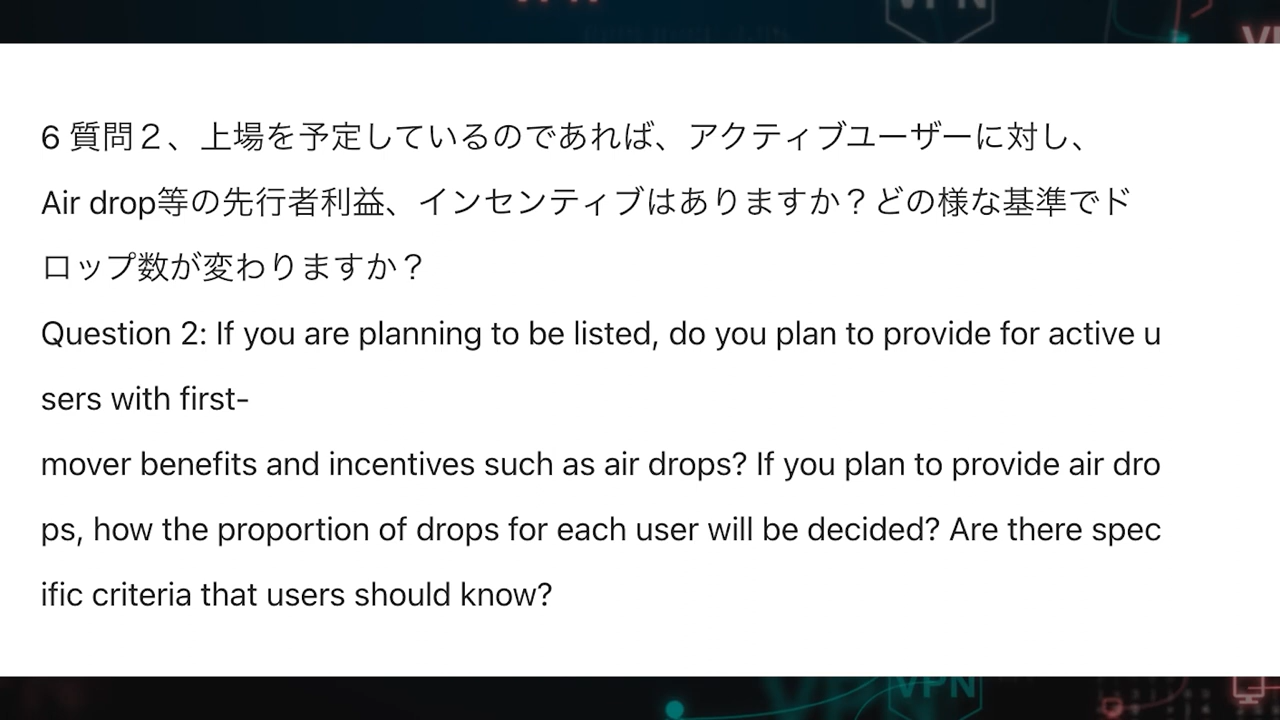 VPN
VPN
6 質問２、上場を予定しているのであれば、アクティブユーザーに対し、
Air drop等の先行者利益、インセンティブはありますか？どの様な基準でド
ロップ数が変わりますか？
Question 2: If you are planning to be listed, do you plan to provide for active u
sers with first-
mover benefits and incentives such as air drops? If you plan to provide air dro
ps, how the proportion of drops for each user will be decided? Are there spec
ific criteria that users should know?
VPN